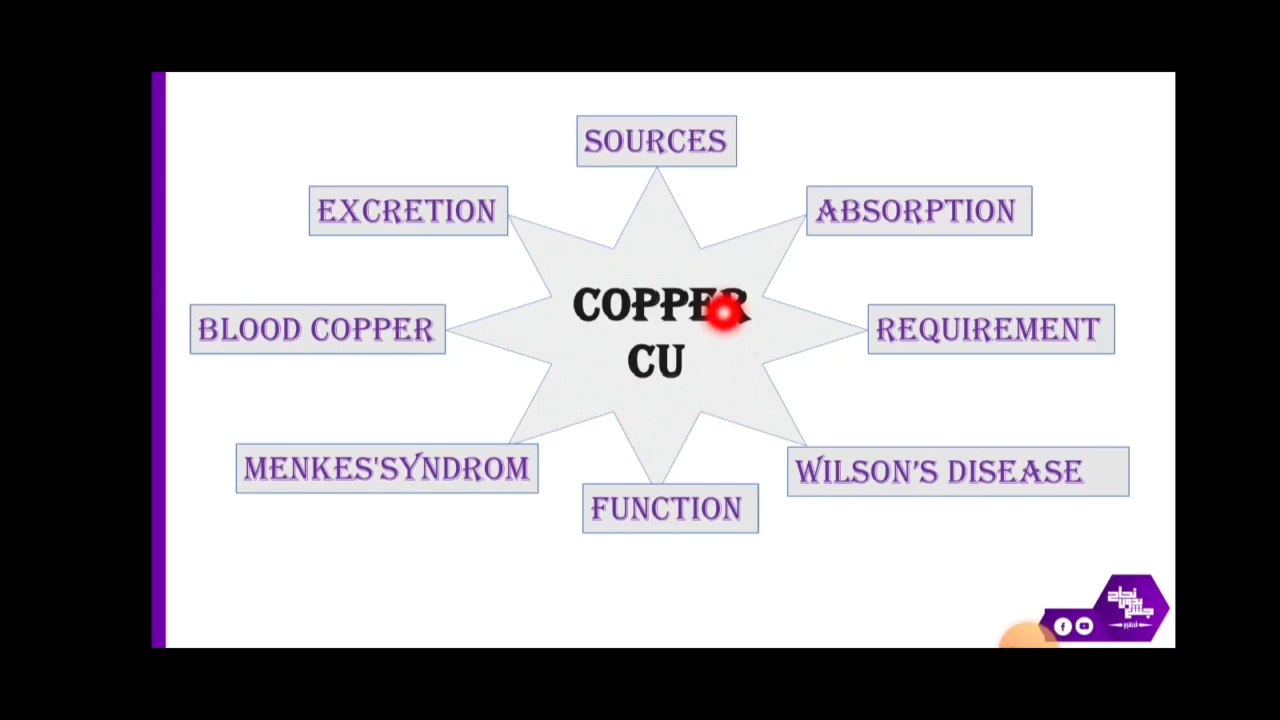 SOURCES
EXCRETION
ABSORPTION
COPPER
CU
BLOOD COPPER
REQUIREMENT
MENKES'SYNDROM
WILSON'S DISEASE
FUNCTION